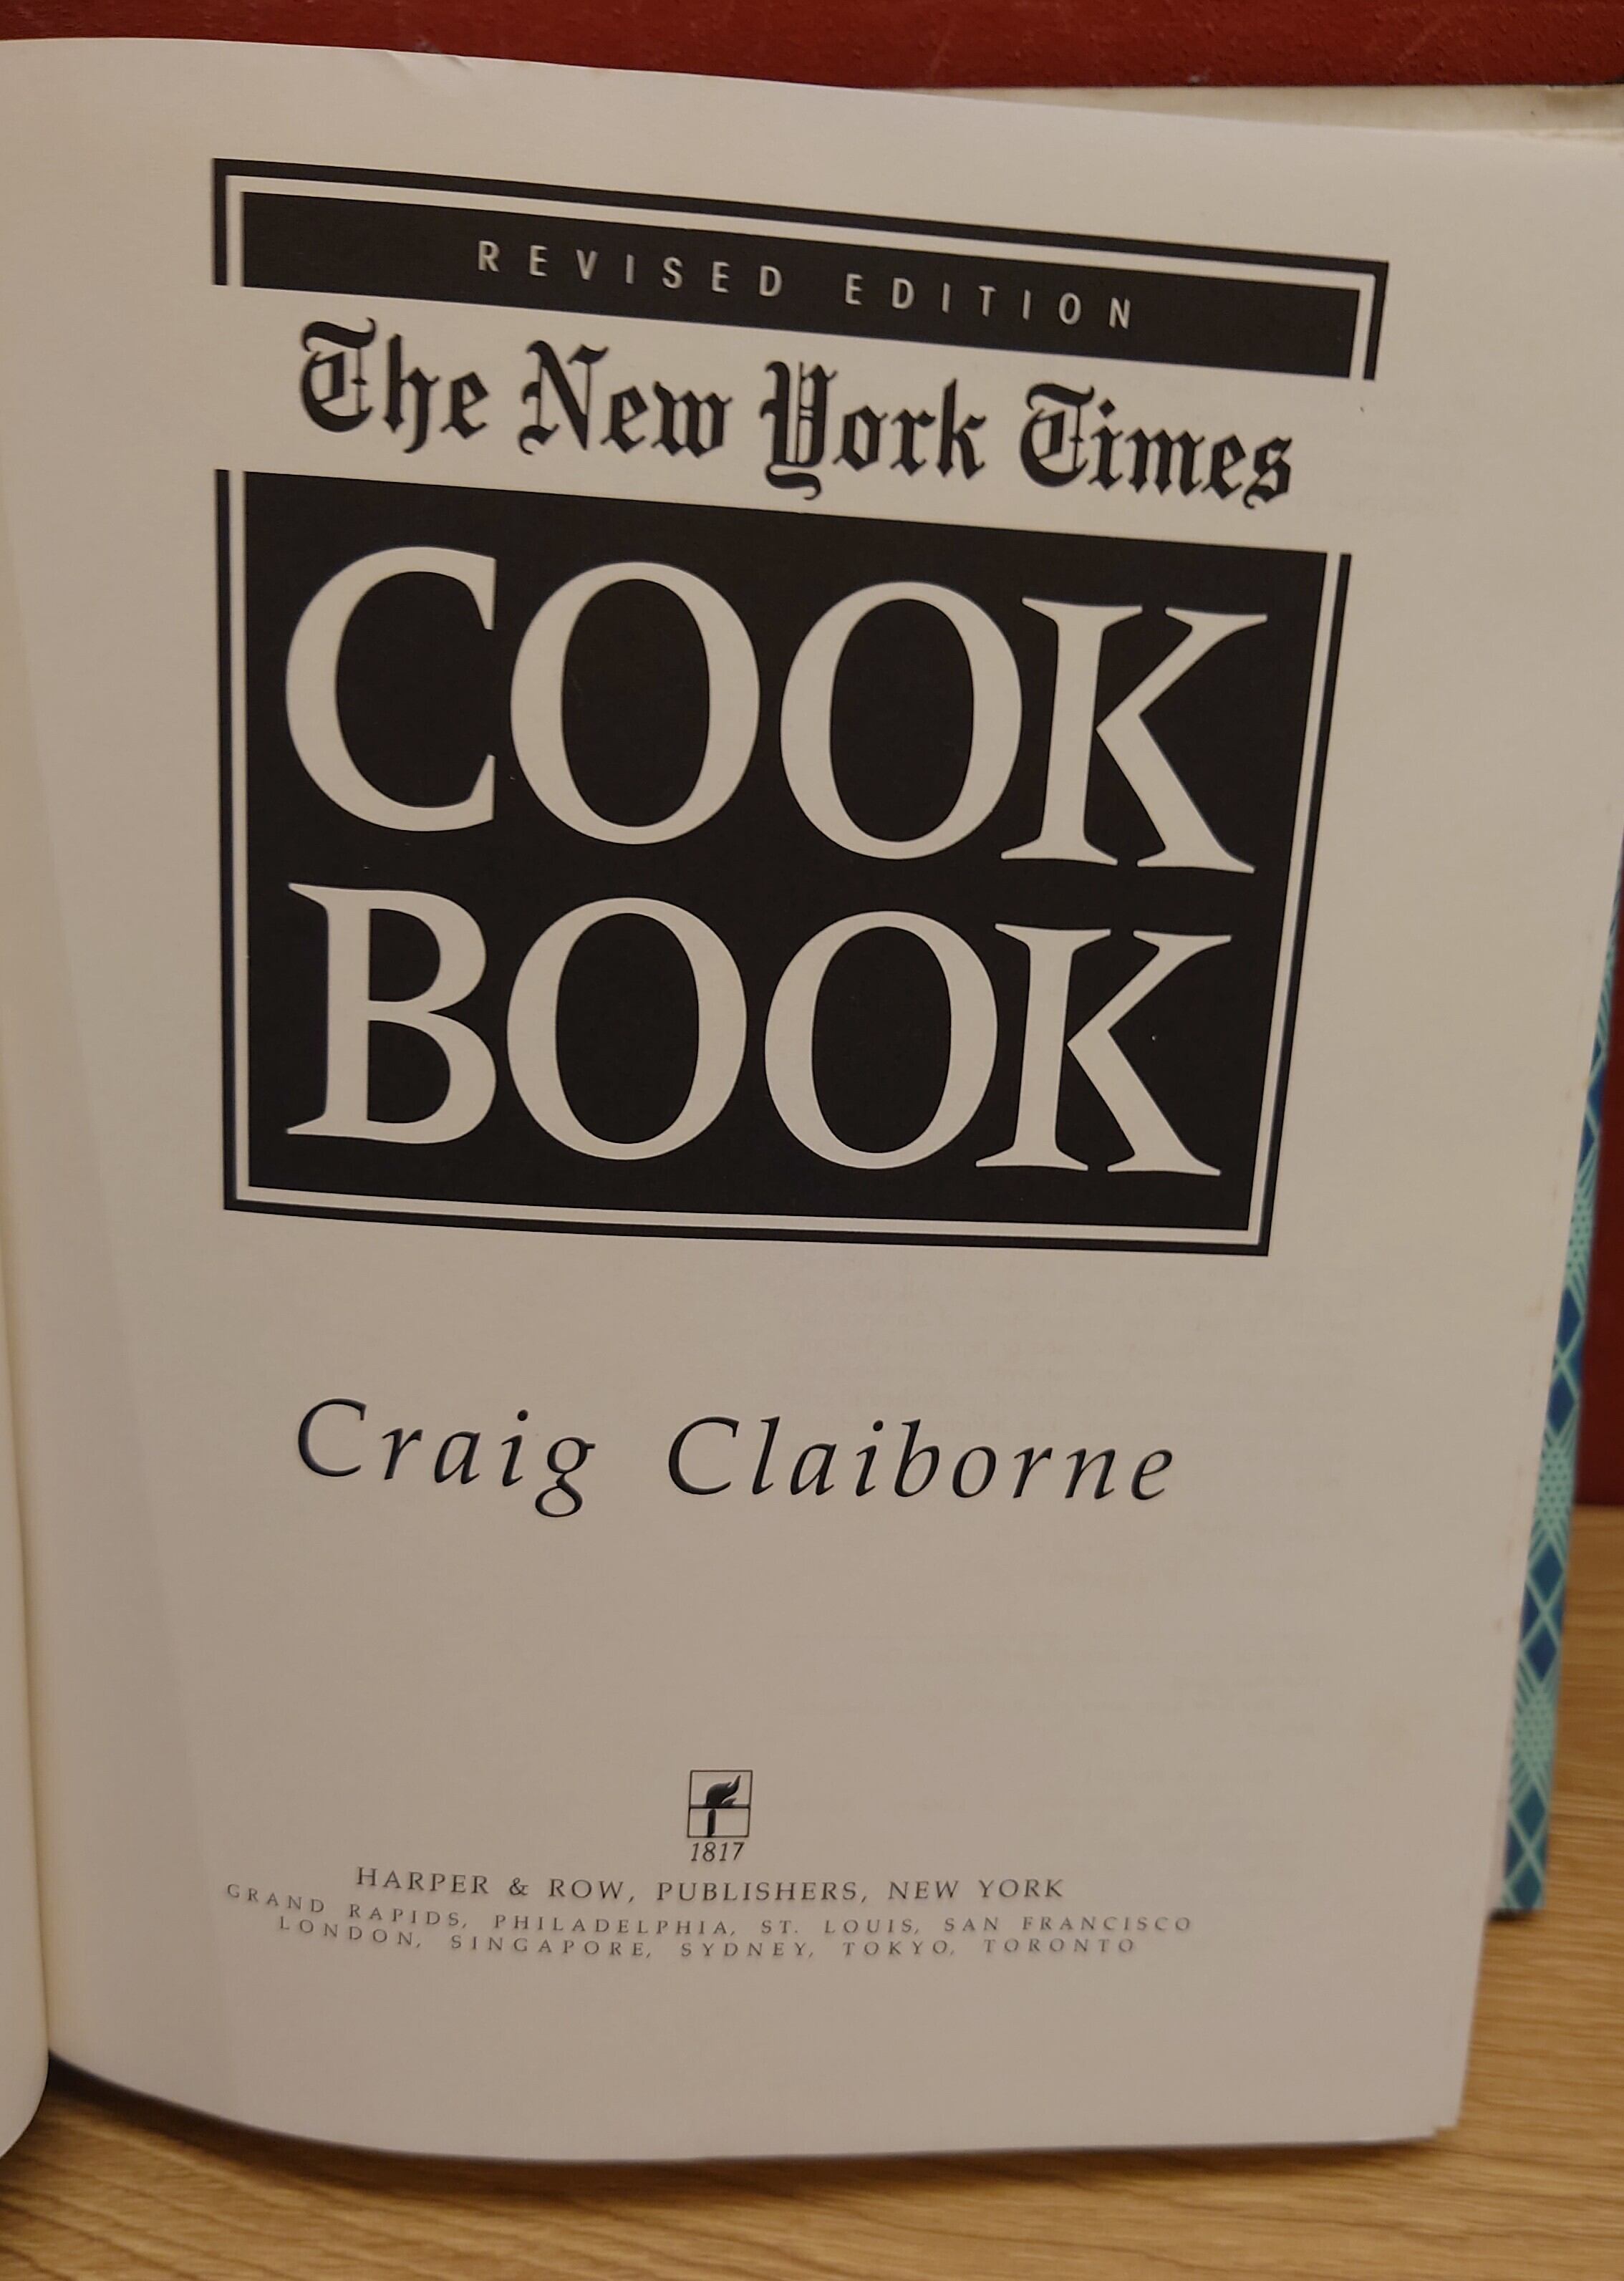 REVISED EDITION
The New York Times
COOK
BOOK
Craig Claiborne
1817
HARPER & ROW, PUBLISHERS, NEW YORK
GRAND RAPIDS, PHILADELPHIA, ST. LOUIS, SAN FRANCISCO
LONDON, SINGAPORE, SYDNEY, TOKYO, TORONTO